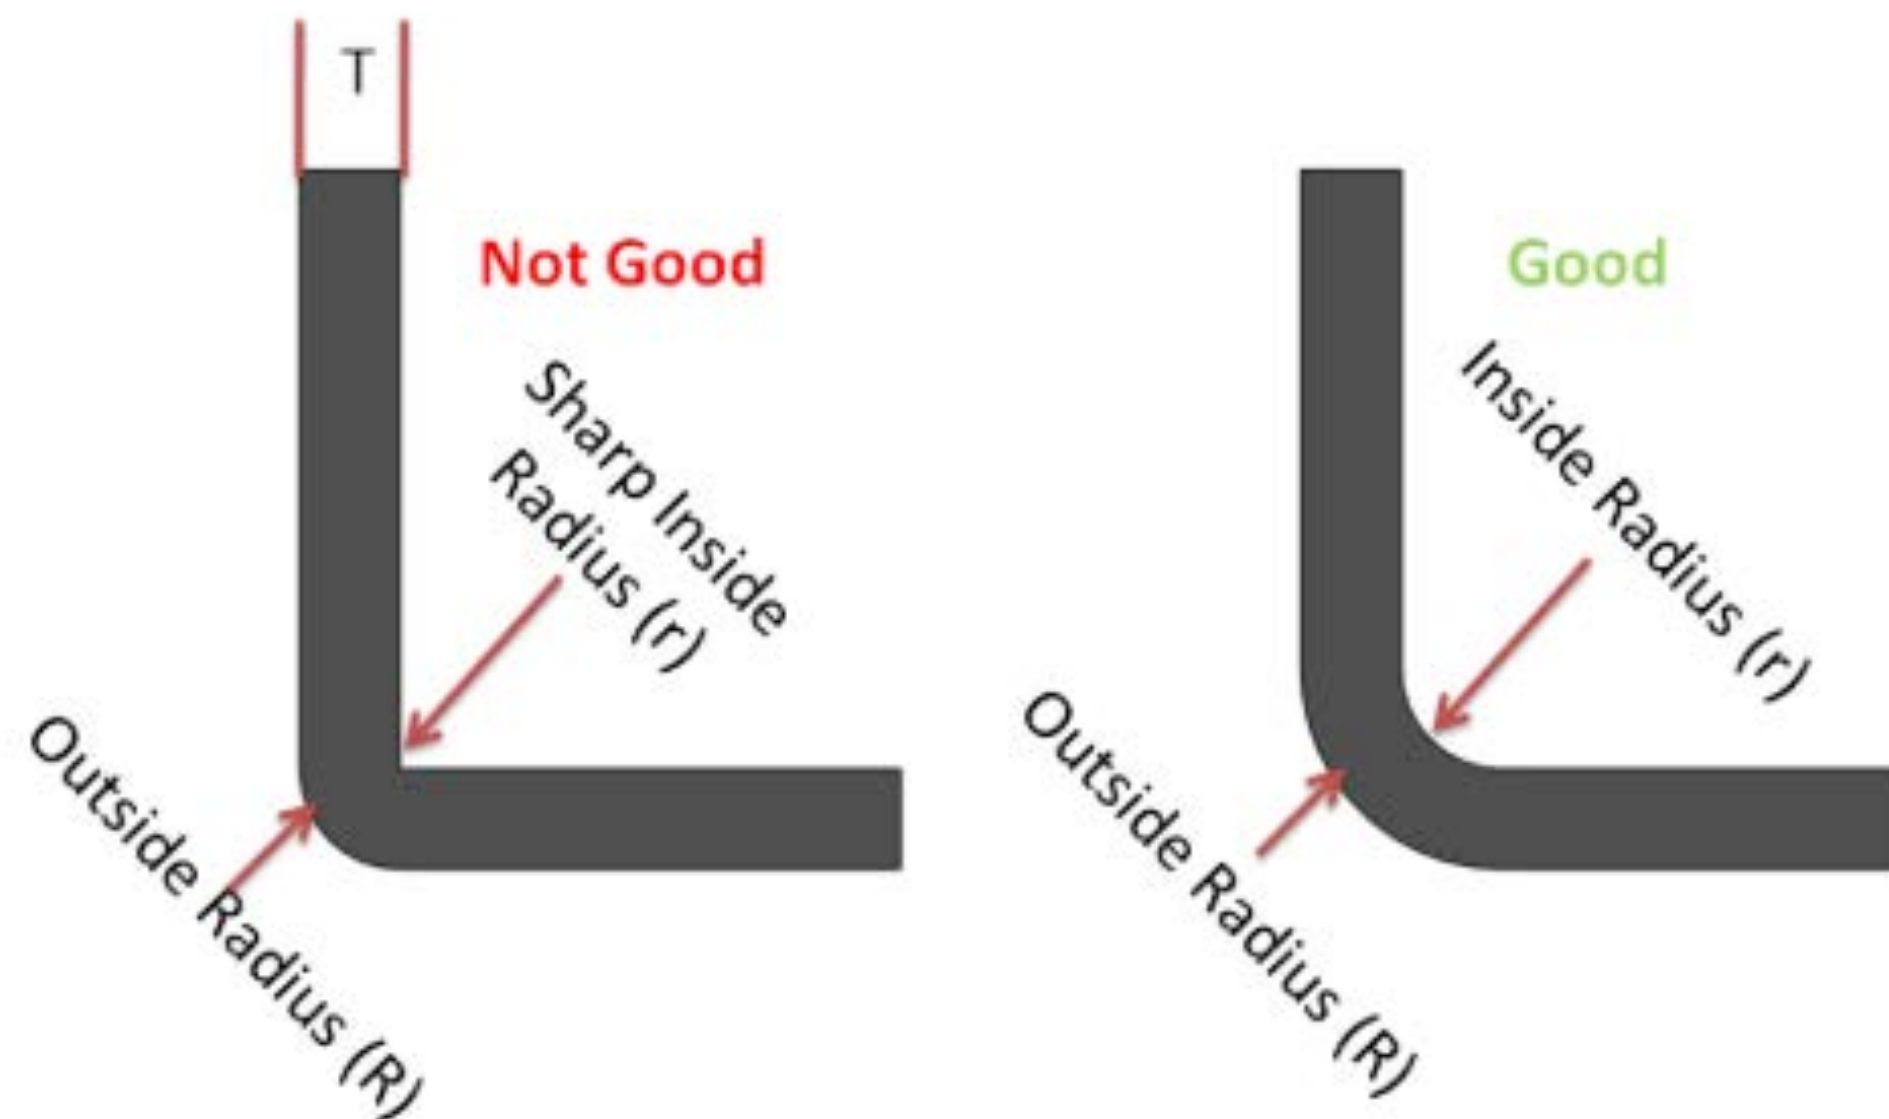 T
Not Good
Sharp Inside
Radius (r)
Outside Radius (R)
Good
Inside Radius (r)
Outside Radius (R)